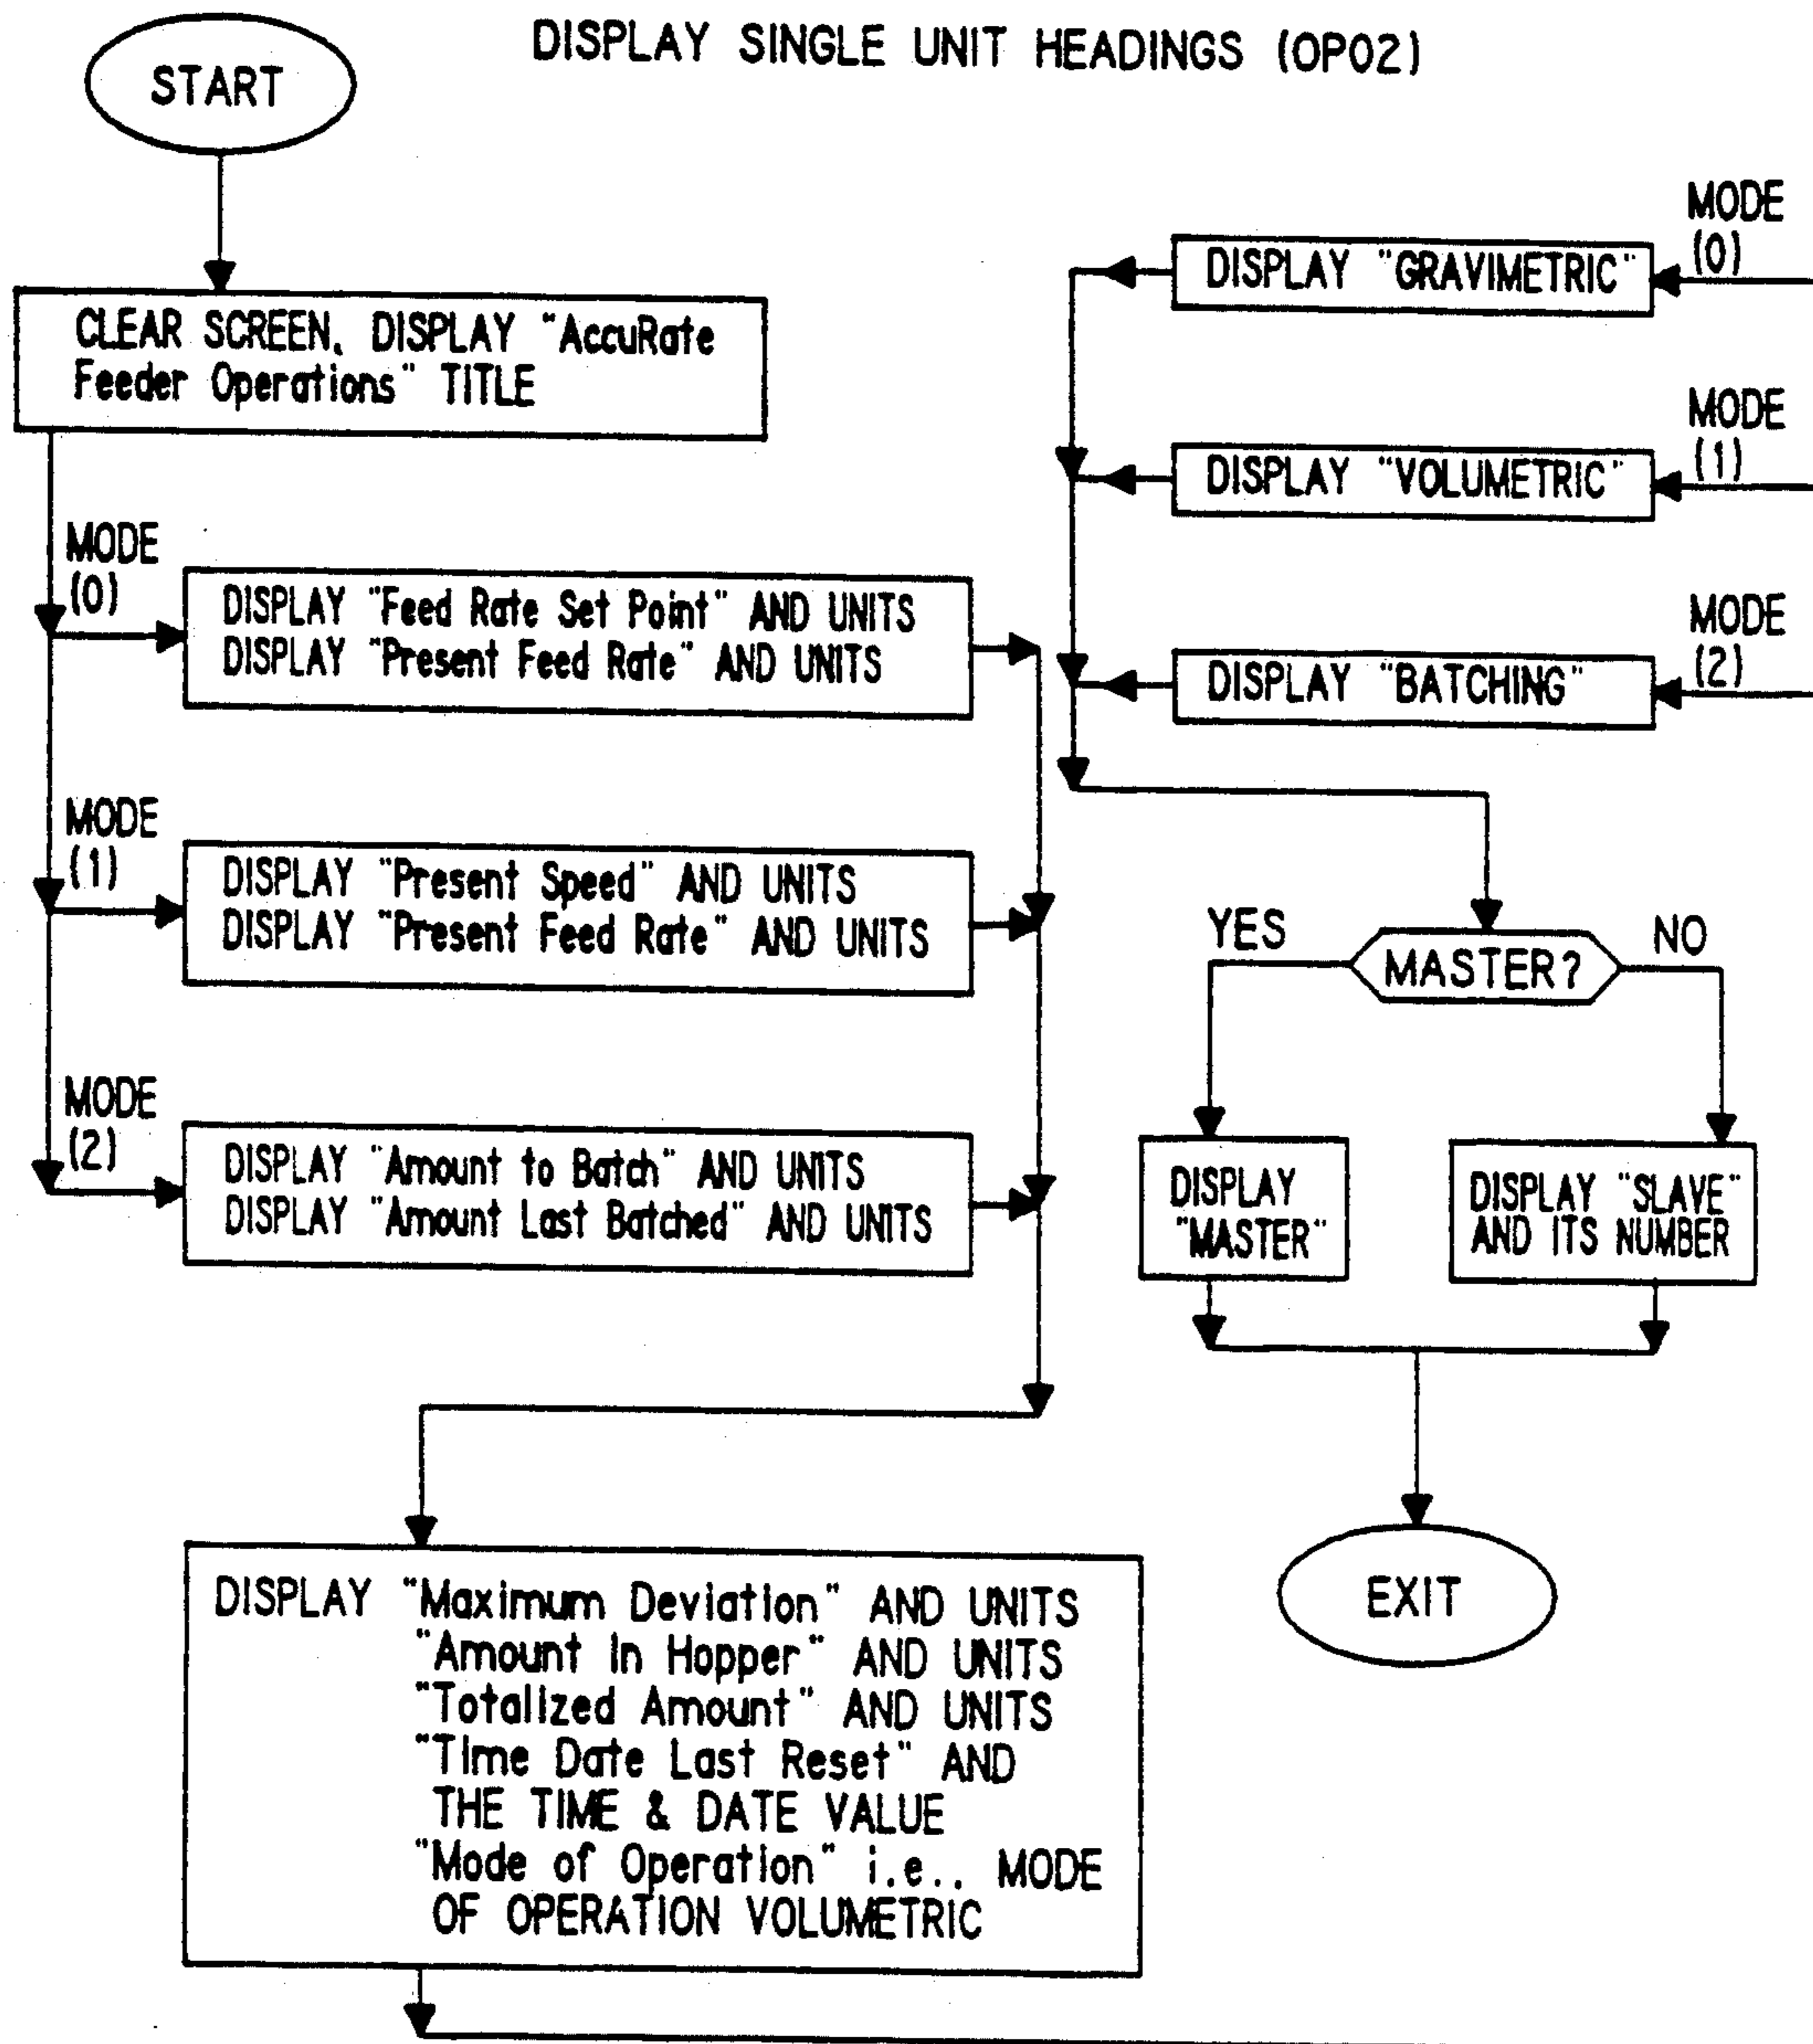 DISPLAY SINGLE UNIT HEADINGS (OP02)
START
CLEAR SCREEN, DISPLAY "AccuRate
Feeder Operations" TITLE
MODE
(0)
DISPLAY "Feed Rate Set Point" AND UNITS
DISPLAY "Present Feed Rate" AND UNITS
MODE
(1)
DISPLAY "Present Speed" AND UNITS
DISPLAY "Present Feed Rate" AND UNITS
MODE
(2)
DISPLAY "Amount to Batch" AND UNITS
DISPLAY "Amount Last Batched" AND UNITS
DISPLAY "Maximum Deviation" AND UNITS
"Amount In Hopper" AND UNITS
"Totalized Amount" AND UNITS
"Time Date Last Reset" AND
THE TIME & DATE VALUE
"Mode of Operation" i.e.. MODE
OF OPERATION VOLUMETRIC
MODE
(0)
DISPLAY "GRAVIMETRIC"
MODE
(1)
DISPLAY "VOLUMETRIC"
MODE
(2)
DISPLAY "BATCHING"
MASTER?
YES
NO
DISPLAY
"MASTER"
DISPLAY "SLAVE"
AND ITS NUMBER
EXIT